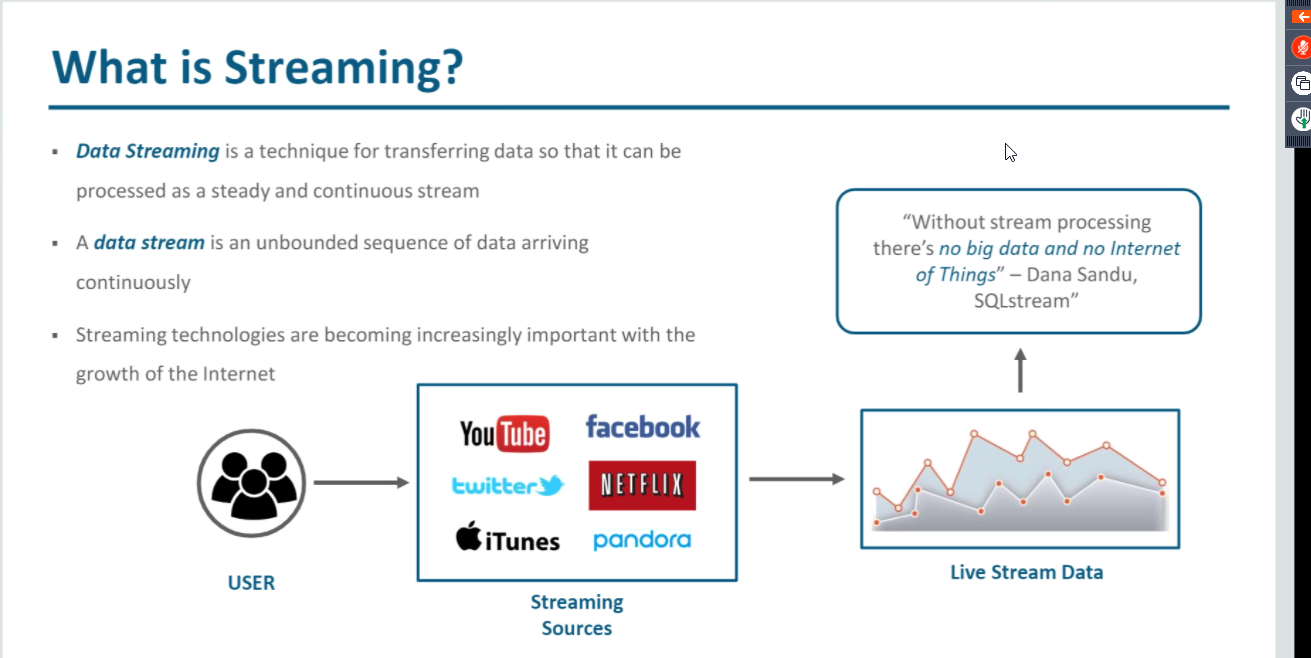 What is Streaming?
▪ Data Streaming is a technique for transferring data so that it can be
processed as a steady and continuous stream
▪ A data stream is an unbounded sequence of data arriving
continuously
▪ Streaming technologies are becoming increasingly important with the
growth of the Internet
“Without stream processing
there’s no big data and no Internet
of Things” – Dana Sandu,
SQLstream”
YouTube
facebook
twitter
NETFLIX
iTunes
pandora
USER
Streaming
Sources
Live Stream Data